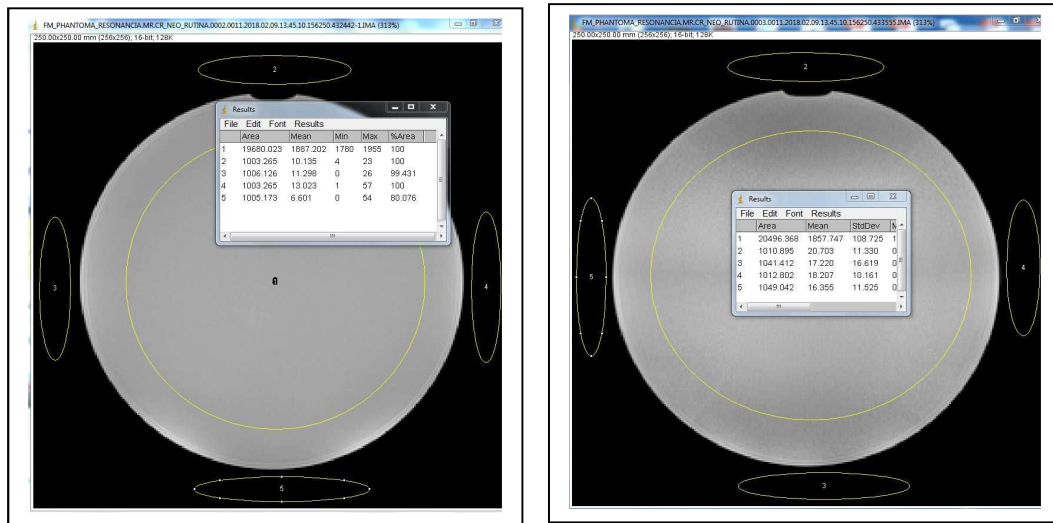 FM_PHANTOMA_RESONANCIA.MR.CR_NEO_RUTINA.0002.0011.2018.02.09.13.45.10.156250.432442-1.IMA (313%)
250.00x250.00 mm (256x256); 16-bit; 128K
2
Results
File Edit Font Results
Area Mean Min Max %Area
1 19680.023 1887.202 1780 1955 100
2 1003.265 10.135 4 23 100
3 1006.126 11.298 0 26 99.431
4 1003.265 13.023 1 57 100
5 1005.173 6.601 0 54 80.076
3
4
5
FM_PHANTOMA_RESONANCIA.MR.CR_NEO_RUTINA.0003.0011.2018.02.09.13.45.10.156250.433555.IMA (313%)
250.00x250.00 mm (256x256); 16-bit; 128K
2
Results
File Edit Font Results
Area Mean StdDev M
1 20496.368 1857.747 108.725 1
2 1010.895 20.703 11.330 0
3 1041.412 17.220 16.619 0
4 1012.802 18.207 10.161 0
5 1049.042 16.355 11.525 0
5
4
3